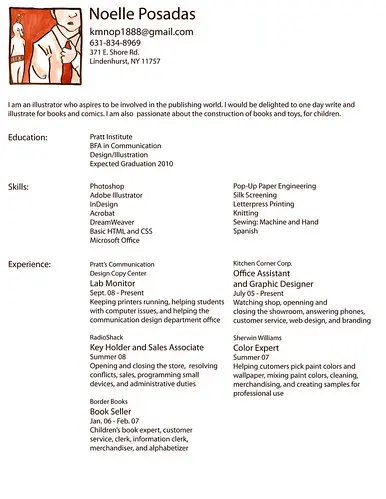 Noelle Posadas
kmnop1888@gmail.com
631-834-8969
371 E. Shore Rd.
Lindenhurst, NY 11757
I am an illustrator who aspires to be involved in the publishing world. I would be delighted to one day write and
illustrate for books and comics. I am also passionate about the construction of books and toys, for children.
Education:
Pratt Institute
BFA in Communication
Design/Illustration
Expected Graduation 2010
Skills:
Photoshop
Adobe Illustrator
InDesign
Acrobat
DreamWeaver
Basic HTML and CSS
Microsoft Office
Pop-Up Paper Engineering
Silk Screening
Letterpress Printing
Knitting
Sewing: Machine and Hand
Spanish
Experience:
Pratt's Communication
Design Copy Center
Lab Monitor
Sept. 08 - Present
Keeping printers running, helping students
with computer issues, and helping the
communication design department office
Kitchen Corner Corp.
Office Assistant
and Graphic Designer
July 05 - Present
Watching shop, openning and
closing the showroom, answering phones,
customer service, web design, and branding
RadioShack
Key Holder and Sales Associate
Summer 08
Opening and closing the store, resolving
conflicts, sales, programming small
devices, and administrative duties
Sherwin Williams
Color Expert
Summer 07
Helping cutomers pick paint colors and
wallpaper, mixing paint colors, cleaning,
merchandising, and creating samples for
professional use
Border Books
Book Seller
Jan. 06 - Feb. 07
Children's book expert, customer
service, clerk, information clerk,
merchandiser, and alphabetizer